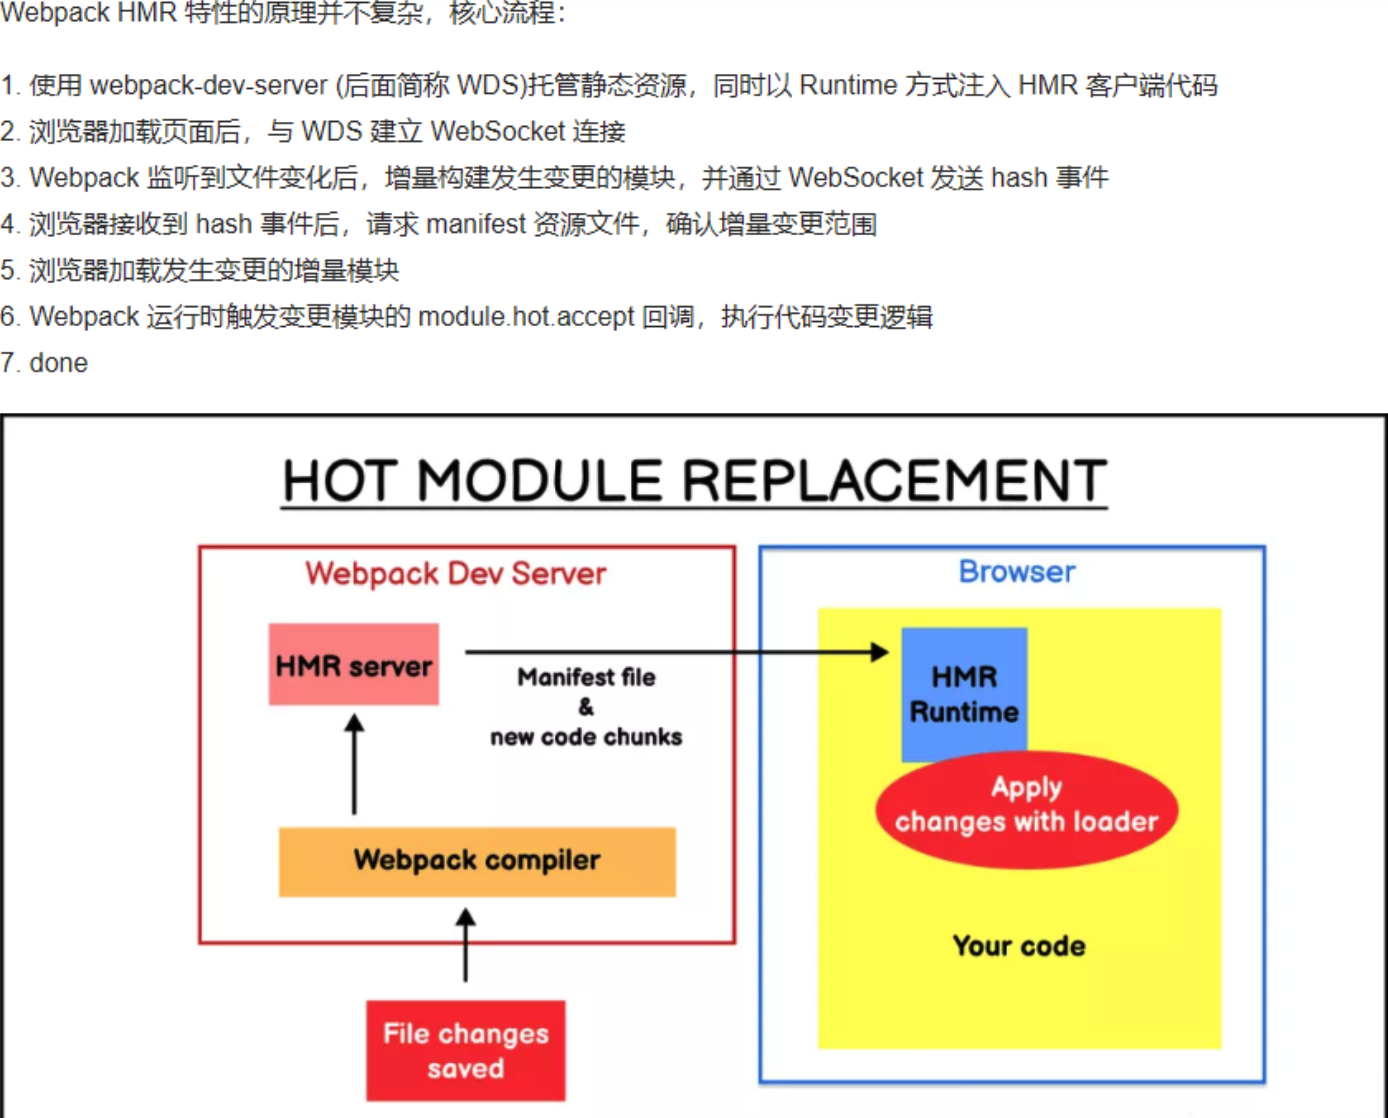 Webpack HMR 特性的原理并不复杂，核心流程：
1. 使用 webpack-dev-server (后面简称 WDS)托管静态资源，同时以 Runtime 方式注入 HMR 客户端代码
2. 浏览器加载页面后，与 WDS 建立 WebSocket 连接
3. Webpack 监听到文件变化后，增量构建发生变更的模块，并通过 WebSocket 发送 hash 事件
4. 浏览器接收到 hash 事件后，请求 manifest 资源文件，确认增量变更范围
5. 浏览器加载发生变更的增量模块
6. Webpack 运行时触发变更模块的 module.hot.accept 回调，执行代码变更逻辑
7. done
HOT MODULE REPLACEMENT
Webpack Dev Server
HMR server
Manifest file
&
new code chunks
Webpack compiler
File changes
saved
Browser
HMR
Runtime
Apply
changes with loader
Your code